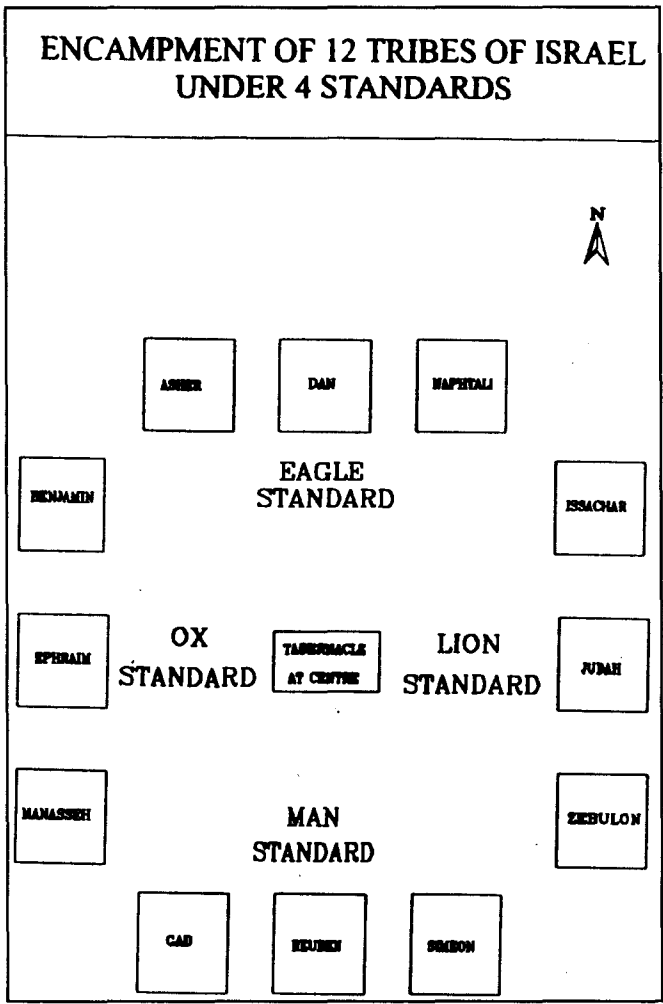 ENCAMPMENT OF 12 TRIBES OF ISRAEL
UNDER 4 STANDARDS
N
ASHER
DAN
NAPHTALI
EAGLE
STANDARD
BENJAMIN
ISSACHAR
EPHRAIM
OX
STANDARD
TABERNACLE
AT CENTRE
LION
STANDARD
JUDAH
MANASSEH
MAN
STANDARD
ZEBULON
GAD
REUBEN
SIMEON